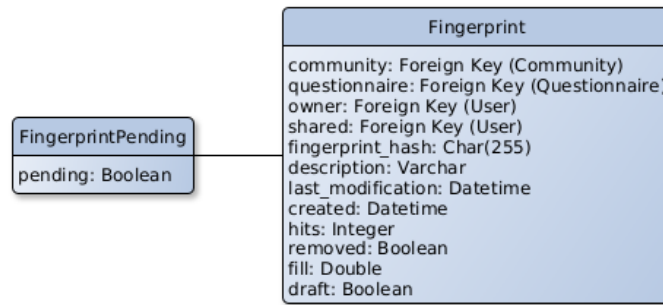 Fingerprint
community: Foreign Key (Community)
questionnaire: Foreign Key (Questionnaire)
owner: Foreign Key (User)
shared: Foreign Key (User)
fingerprint_hash: Char(255)
description: Varchar
last_modification: Datetime
created: Datetime
hits: Integer
removed: Boolean
fill: Double
draft: Boolean
FingerprintPending
pending: Boolean